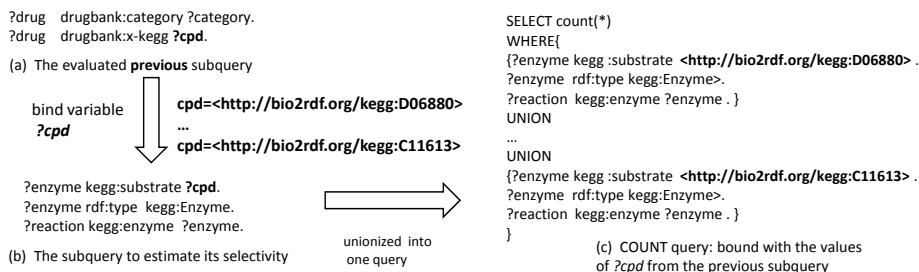 ?drug drugbank:category ?category.
?drug drugbank:x-kegg ?cpd.
(a) The evaluated previous subquery
bind variable
?cpd
cpd=<http://bio2rdf.org/kegg:D06880>
...
cpd=<http://bio2rdf.org/kegg:C11613>
?enzyme kegg:substrate ?cpd.
?enzyme rdf:type kegg:Enzyme.
?reaction kegg:enzyme ?enzyme.
(b) The subquery to estimate its selectivity
unionized into
one query
SELECT count(*)
WHERE{
{?enzyme kegg :substrate <http://bio2rdf.org/kegg:D06880> .
?enzyme rdf:type kegg:Enzyme>.
?reaction kegg:enzyme ?enzyme . }
UNION
...
UNION
{?enzyme kegg :substrate <http://bio2rdf.org/kegg:C11613> .
?enzyme rdf:type kegg:Enzyme>.
?reaction kegg:enzyme ?enzyme . }
}
(c) COUNT query: bound with the values
of ?cpd from the previous subquery